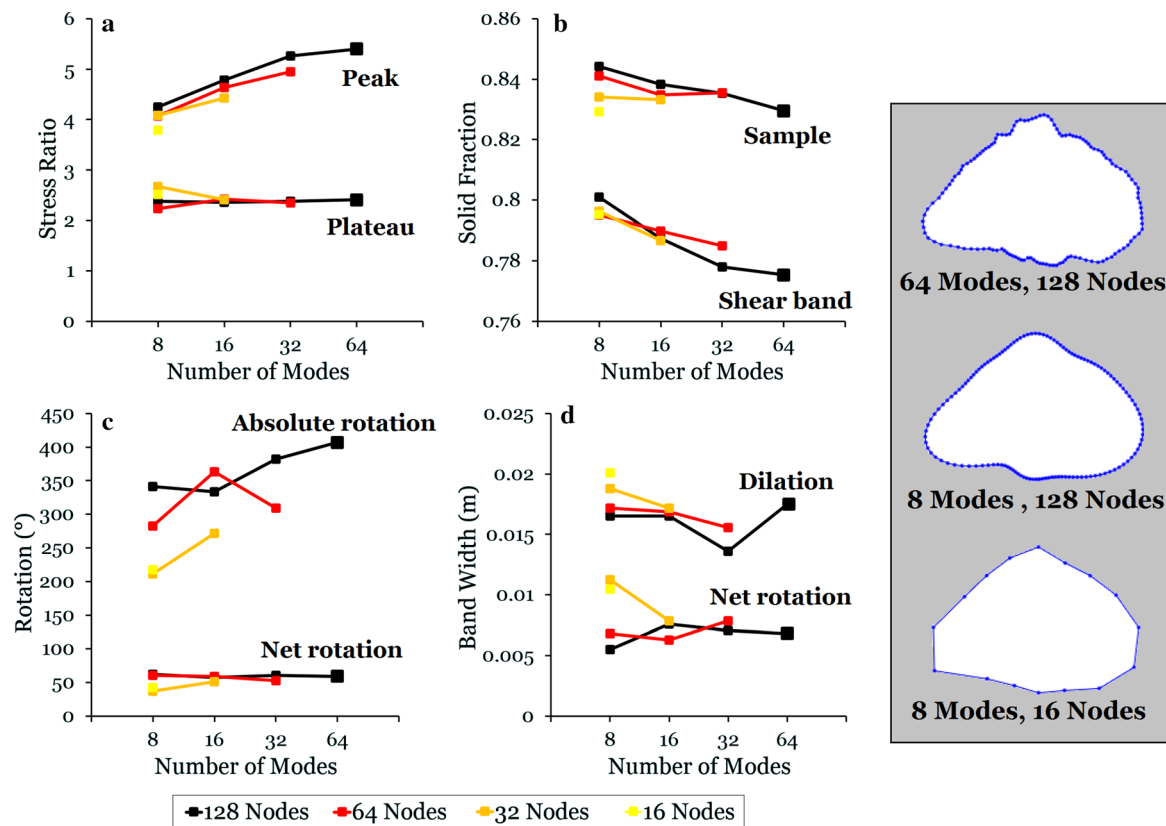 a
6
5
4
3
2
1
0
Stress Ratio
Peak
Plateau
8 16 32 64
Number of Modes
b
0.86
0.84
0.82
0.8
0.78
0.76
Solid Fraction
Sample
Shear band
8 16 32 64
Number of Modes
c
450
400
350
300
250
200
150
100
50
0
Rotation (°)
Absolute rotation
Net rotation
8 16 32 64
Number of Modes
d
0.025
0.02
0.015
0.01
0.005
0
Band Width (m)
Dilation
Net rotation
8 16 32 64
Number of Modes
64 Modes, 128 Nodes
8 Modes , 128 Nodes
8 Modes, 16 Nodes
128 Nodes 64 Nodes 32 Nodes 16 Nodes